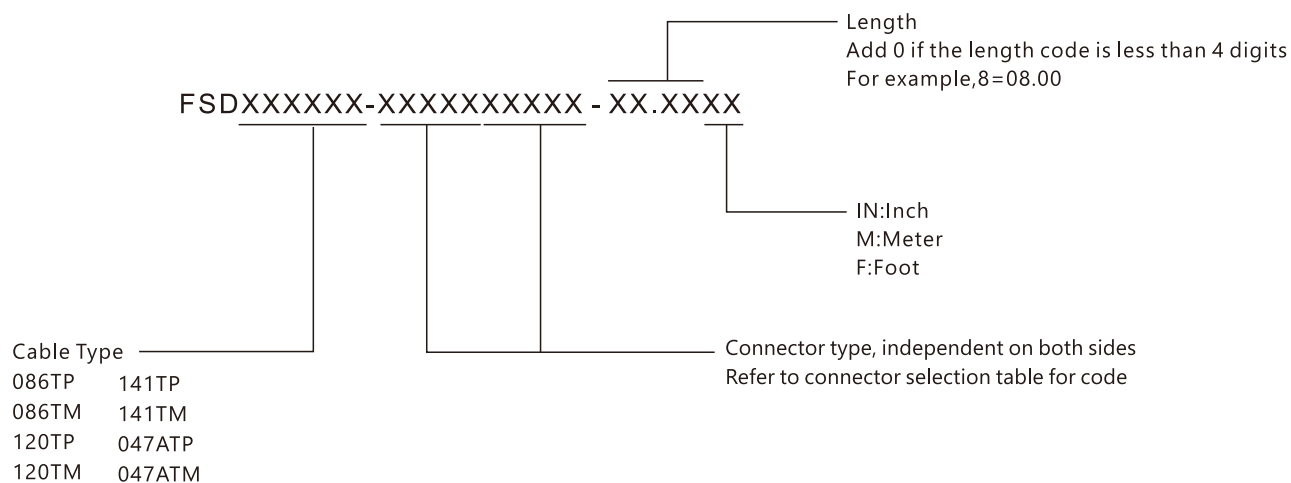 Length
Add 0 if the length code is less than 4 digits
For example,8=08.00
FSDXXXXXX-XXXXXXXXXX-XX.XXXX
IN:Inch
M:Meter
F:Foot
Cable Type
086TP 141TP
086TM 141TM
120TP 047ATP
120TM 047ATM
Connector type, independent on both sides
Refer to connector selection table for code